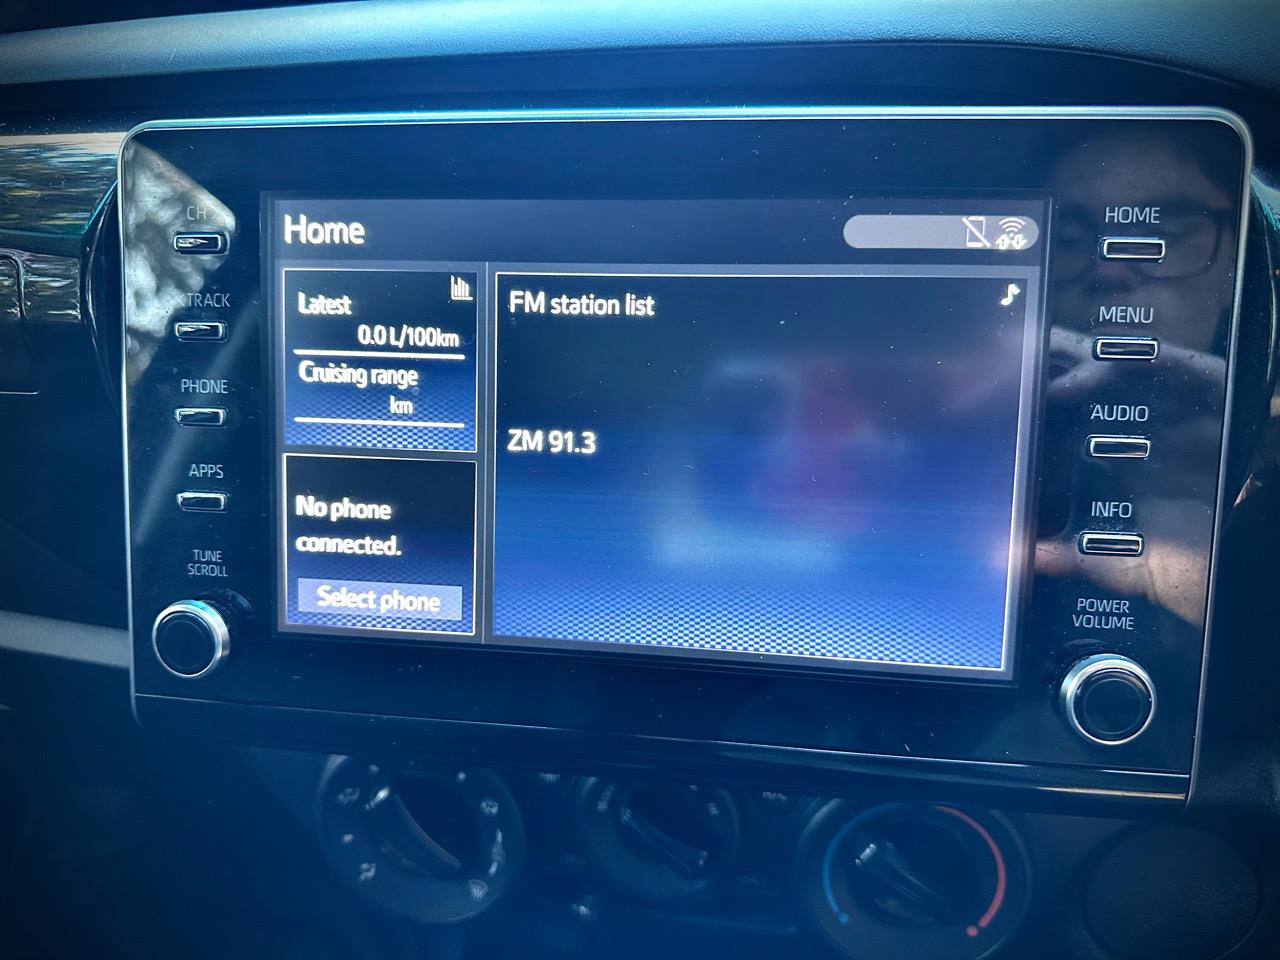 CH >
TRACK
PHONE
APPS
TUNE
SCROLL
Home
Latest
0.0 L/100km
Cruising range
km
No phone
connected.
Select phone
FM station list
ZM 91.3
HOME
MENU
AUDIO
INFO
POWER
VOLUME